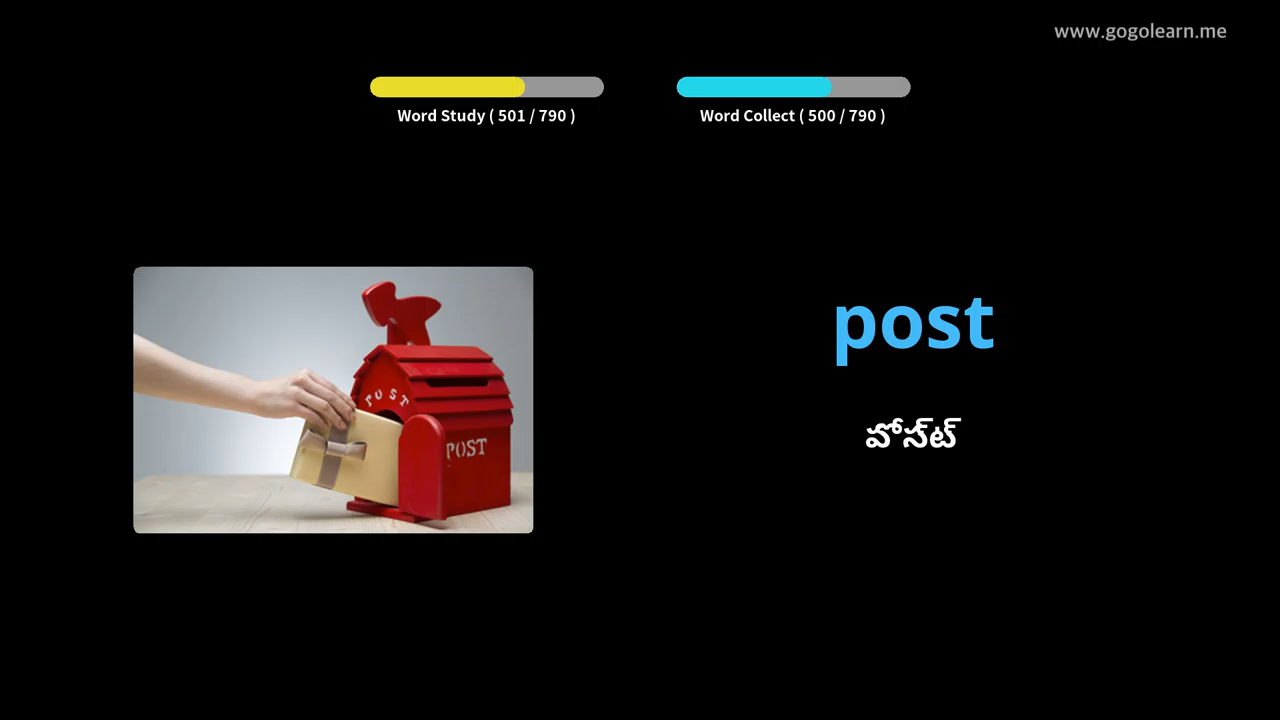 www.gogolearn.me
Word Study ( 501 / 790 )
Word Collect ( 500 / 790 )
post
పోస్ట్
POST
POST